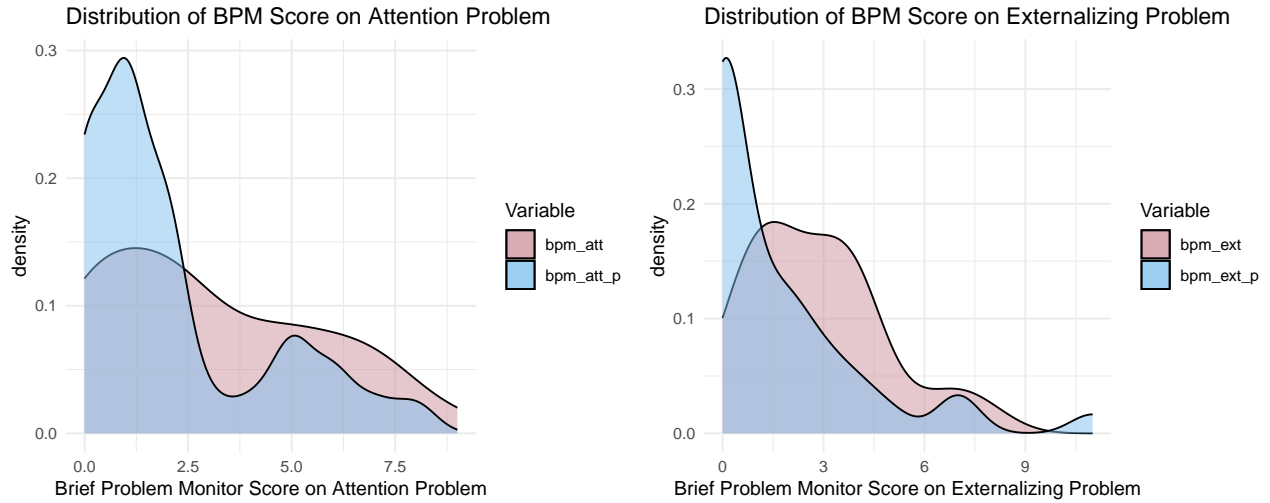 Distribution of BPM Score on Attention Problem
0.3
0.2
0.1
0.0
density
0.0 2.5 5.0 7.5
Brief Problem Monitor Score on Attention Problem
Variable
bpm_att
bpm_att_p
Distribution of BPM Score on Externalizing Problem
0.3
0.2
0.1
0.0
density
0 3 6 9
Brief Problem Monitor Score on Externalizing Problem
Variable
bpm_ext
bpm_ext_p